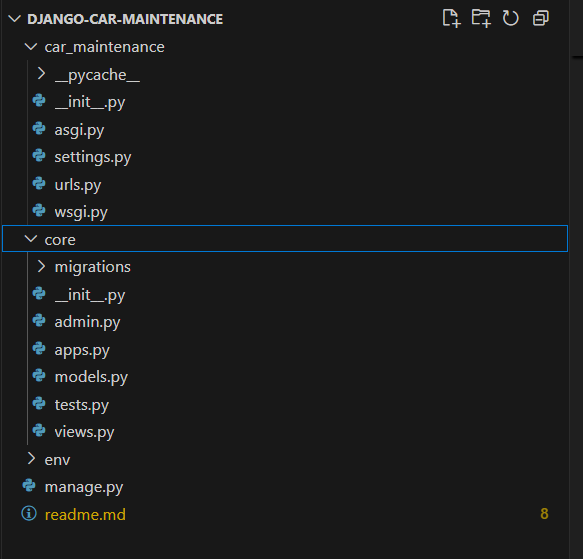 DJANGO-CAR-MAINTENANCE
car_maintenance
__pycache__
__init__.py
asgi.py
settings.py
urls.py
wsgi.py
core
migrations
__init__.py
admin.py
apps.py
models.py
tests.py
views.py
env
manage.py
readme.md 8